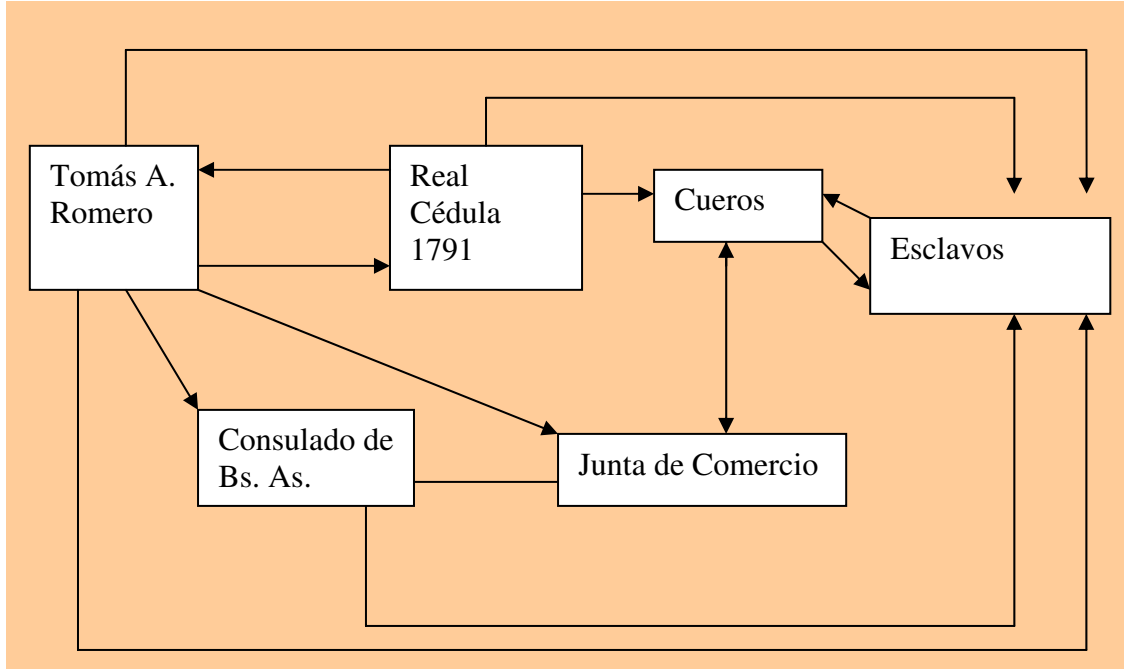 Tomás A.
Romero
Real
Cédula
1791
Cueros
Esclavos
Consulado de
Bs. As.
Junta de Comercio